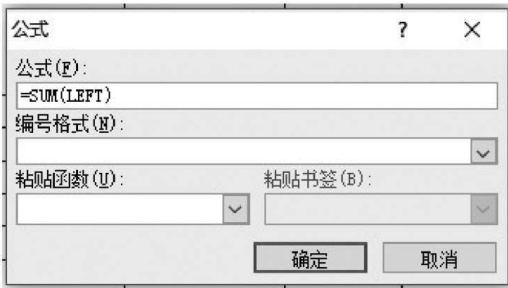 公式 ?
公式(F):
=SUM(LEFT)
编号格式(N):
粘贴函数(U): 粘贴书签(B):
确定 取消